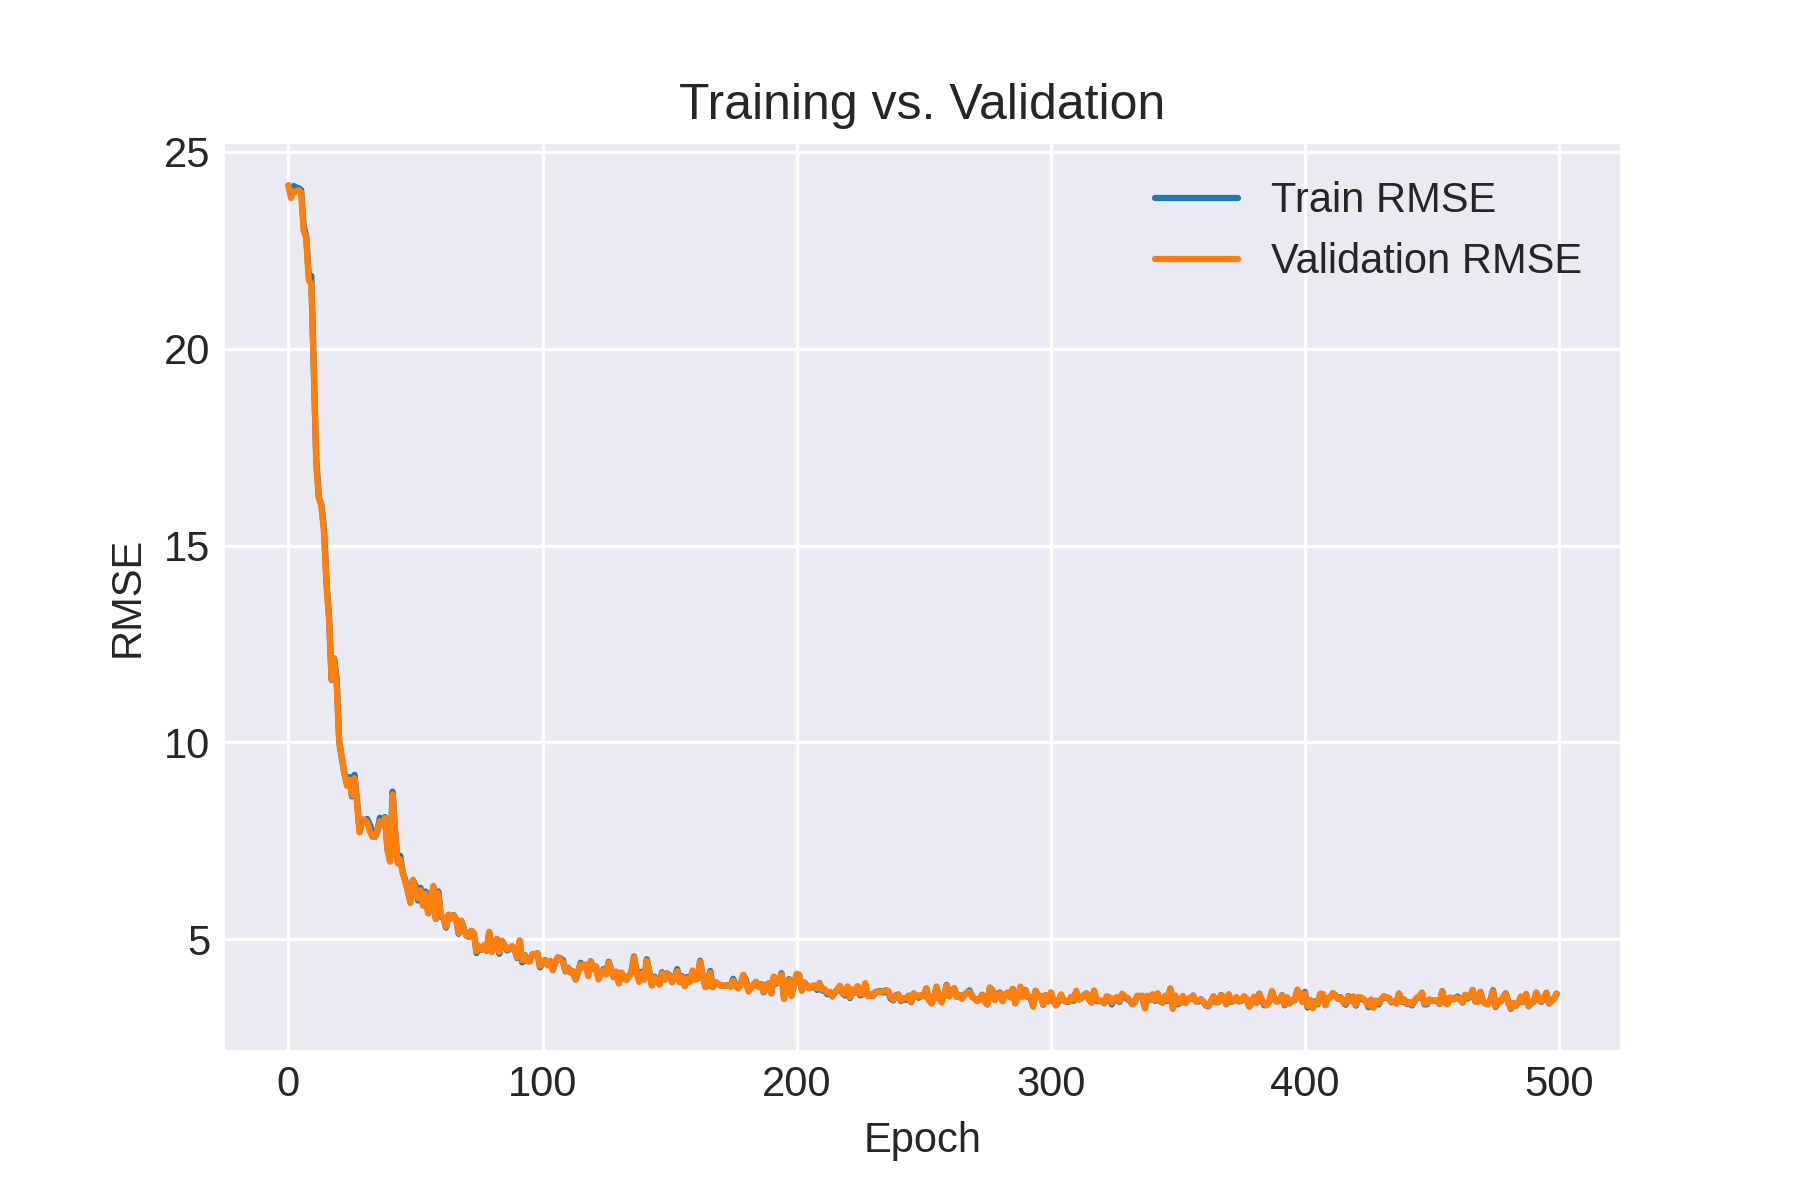 Training vs. Validation
25
20
15
10
5
RMSE
Train RMSE
Validation RMSE
0 100 200 300 400 500
Epoch